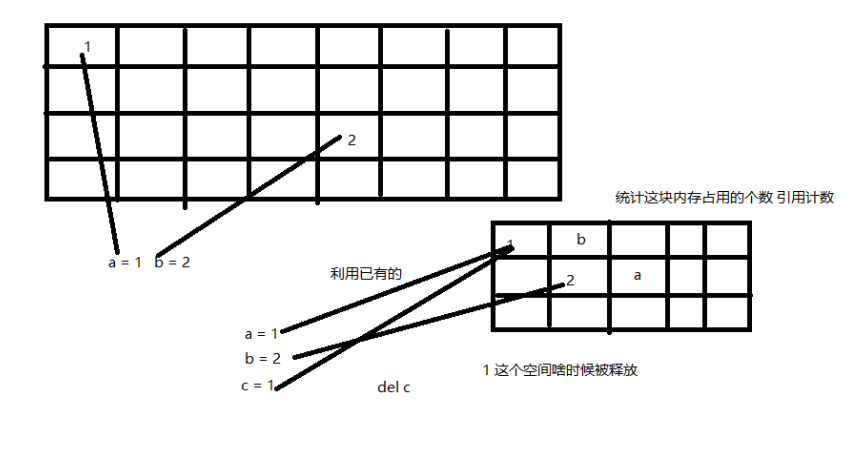 1
2
a = 1 b = 2
统计这块内存占用的个数 引用计数
1 b
利用已有的
2 a
a = 1
b = 2
c = 1
del c
1 这个空间啥时候被释放